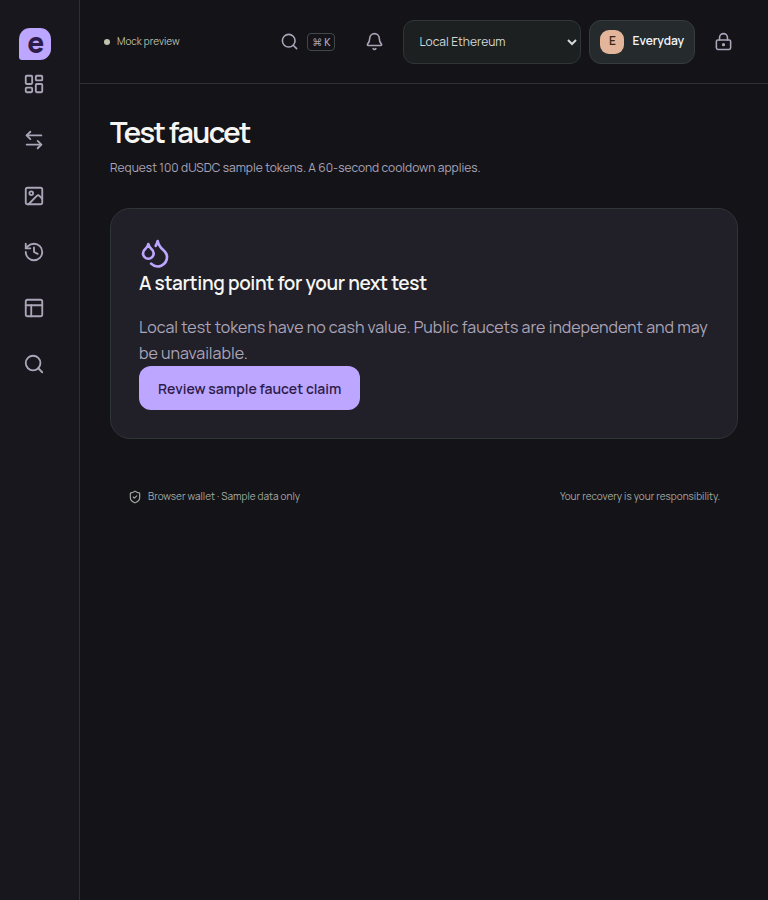 e
Mock preview
⌘ K
Local Ethereum
E
Everyday
Test faucet
Request 100 dUSDC sample tokens. A 60-second cooldown applies.
A starting point for your next test
Local test tokens have no cash value. Public faucets are independent and may
be unavailable.
Review sample faucet claim
Browser wallet · Sample data only
Your recovery is your responsibility.